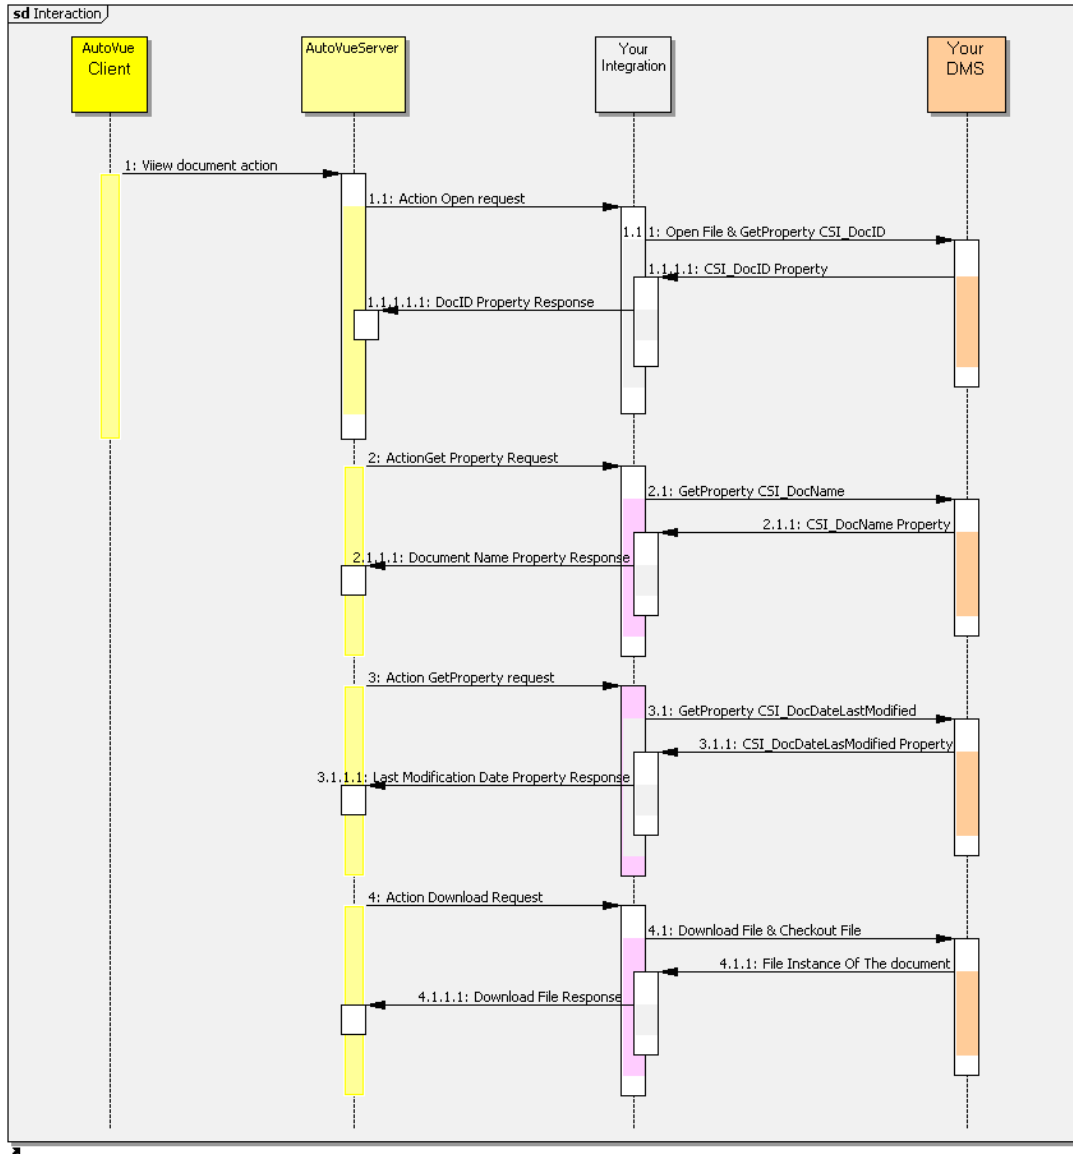 sd Interaction
AutoVue
Client
AutoVueServer
Your
Integration
Your
DMS
1: Viiew document action
1.1: Action Open request
1.1.1: Open File & GetProperty CSI_DocID
1.1.1.1: CSI_DocID Property
1.1.1.1.1: DocID Property Response
2: ActionGet Property Request
2.1: GetProperty CSI_DocName
2.1.1: CSI_DocName Property
2.1.1.1: Document Name Property Response
3: Action GetProperty request
3.1: GetProperty CSI_DocDateLastModified
3.1.1: CSI_DocDateLasModified Property
3.1.1.1: Last Modification Date Property Response
4: Action Download Request
4.1: Download File & Checkout File
4.1.1: File Instance Of The document
4.1.1.1: Download File Response